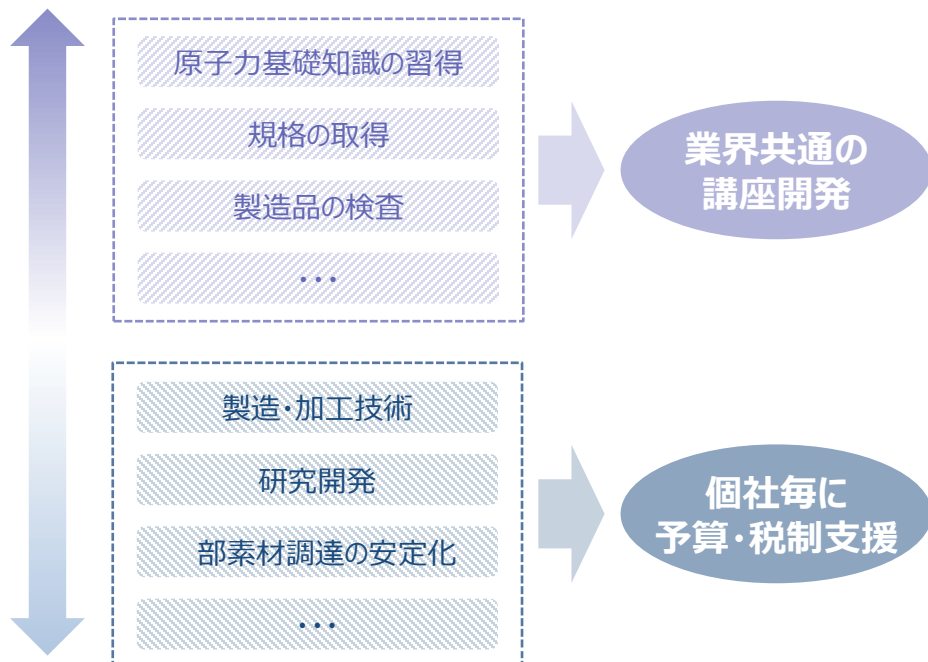 原子力基礎知識の習得
規格の取得
製造品の検査
・・・
業界共通の
講座開発
製造・加工技術
研究開発
部素材調達の安定化
・・・
個社毎に
予算・税制支援